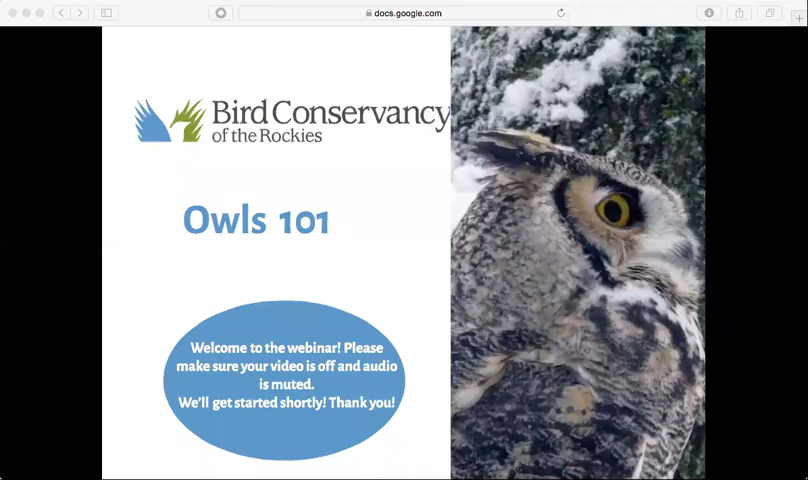 docs.google.com
Bird Conservancy
of the Rockies
Owls 101
Welcome to the webinar! Please
make sure your video is off and audio
is muted.
We'll get started shortly! Thank you!